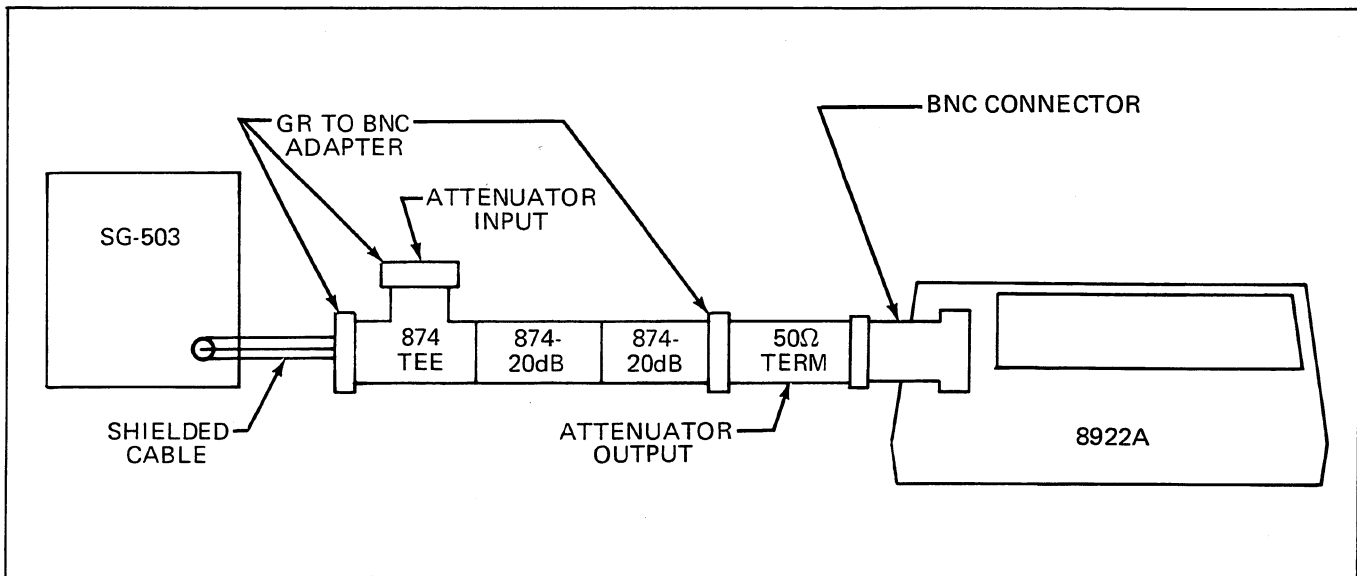 BNC CONNECTOR
GR TO BNC
ADAPTER
ATTENUATOR
INPUT
SG-503
874
TEE
874-
20dB
874-
20dB
50Ω
TERM
SHIELDED
CABLE
ATTENUATOR
OUTPUT
8922A